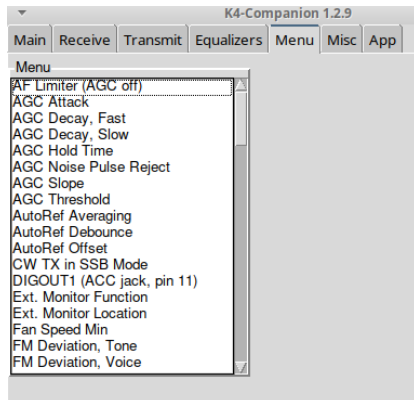 K4-Companion 1.2.9
Main Receive Transmit Equalizers Menu Misc App
Menu
AF Limiter (AGC off)
AGC Attack
AGC Decay, Fast
AGC Decay, Slow
AGC Hold Time
AGC Noise Pulse Reject
AGC Slope
AGC Threshold
AutoRef Averaging
AutoRef Debounce
AutoRef Offset
CW TX in SSB Mode
DIGOUT1 (ACC jack, pin 11)
Ext. Monitor Function
Ext. Monitor Location
Fan Speed Min
FM Deviation, Tone
FM Deviation, Voice